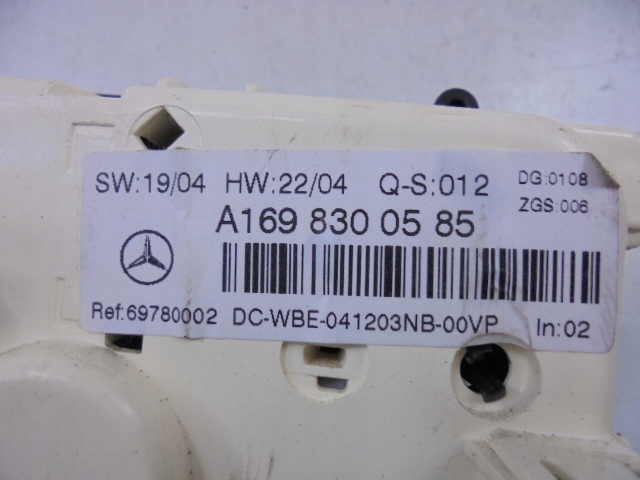 SW:19/04 HW:22/04 Q-S:012 DG:0108
ZGS:006
A169 830 05 85
Ref:69780002 DC-WBE-041203NB-00VP In:02